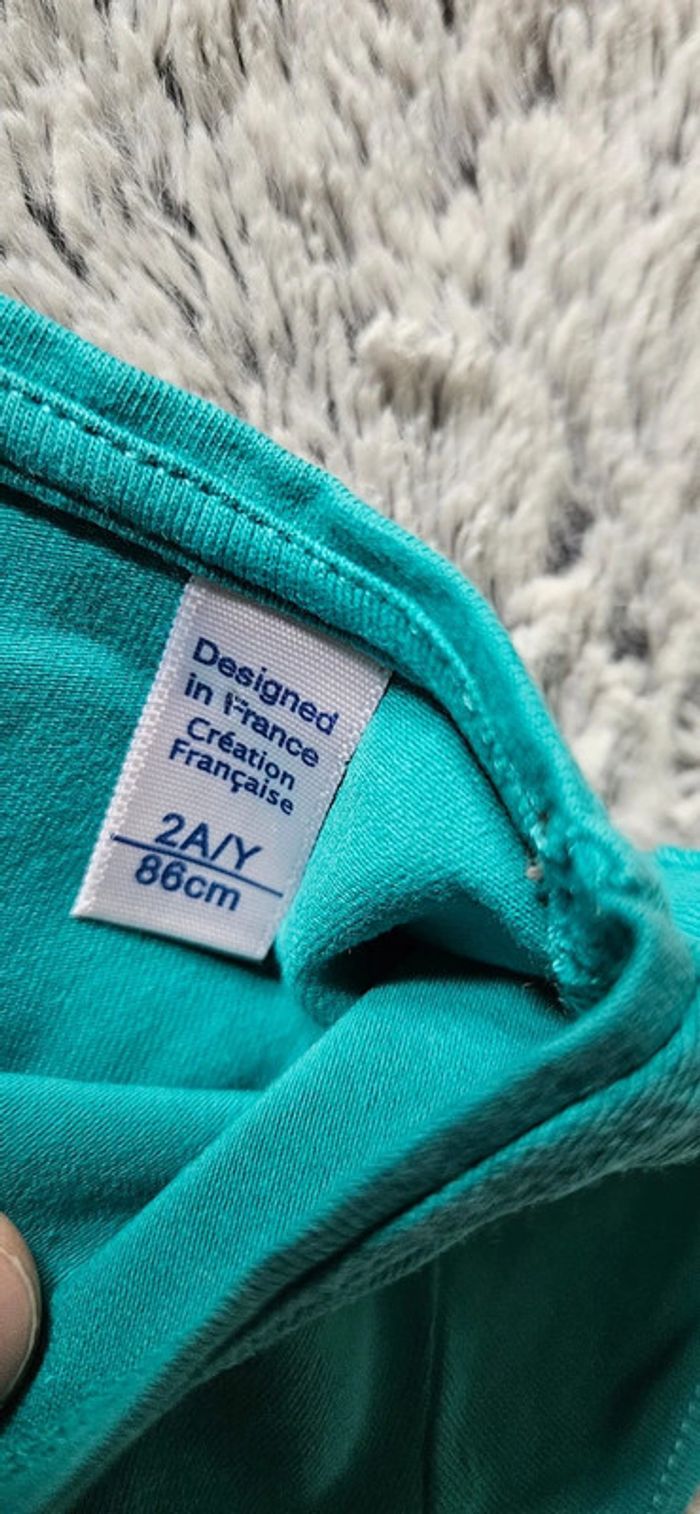 Designed
in France
Création
Française
2A/Y
86cm